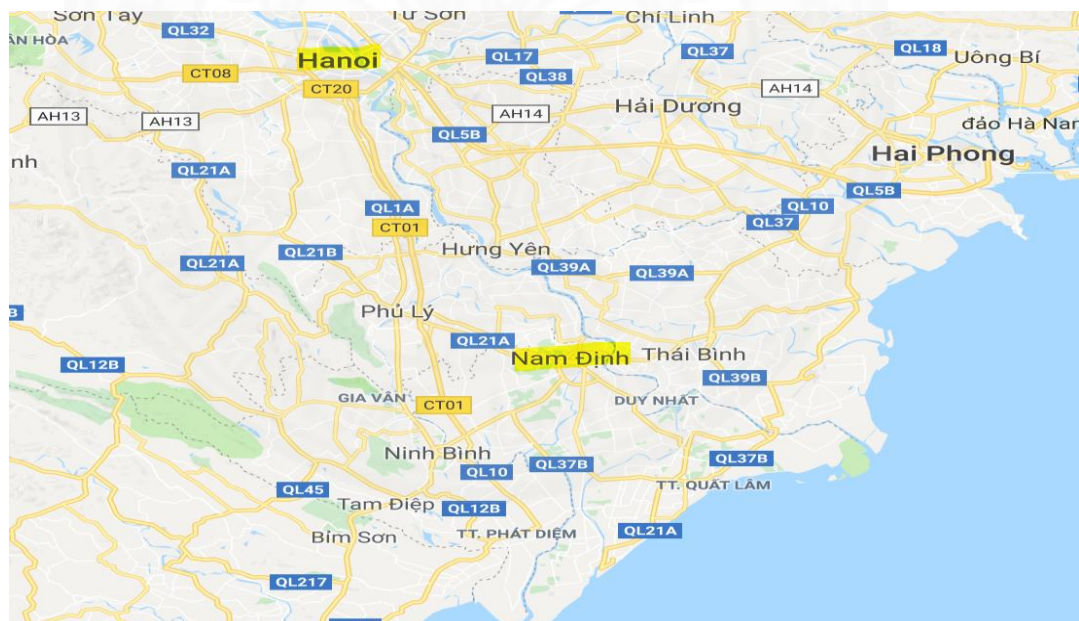 Sơn Tây
Từ Sơn
Chí Linh
QL32
QL37
QL18
Hanoi
QL17
Uông Bí
CT08
QL38
CT20
AH14
Hải Dương
AH13
AH13
AH14
đảo Hà Nar
QL5B
Hai Phong
nh
QL21A
QL5B
QL1A
QL10
CT01
QL37
QL21B
Hưng Yên
QL21A
QL39A
QL39A
Phủ Lý
B
QL21A
Nam Định
Thái Bình
QL12B
QL39B
GIA VÂN
CT01
DUY NHẤT
Ninh Bình
QL10
QL37B
QL37B
TT. QUẤT LÂM
QL45
Tam Điệp
QL12B
Bỉm Sơn
TT. PHÁT DIỆM
QL21A
QL217